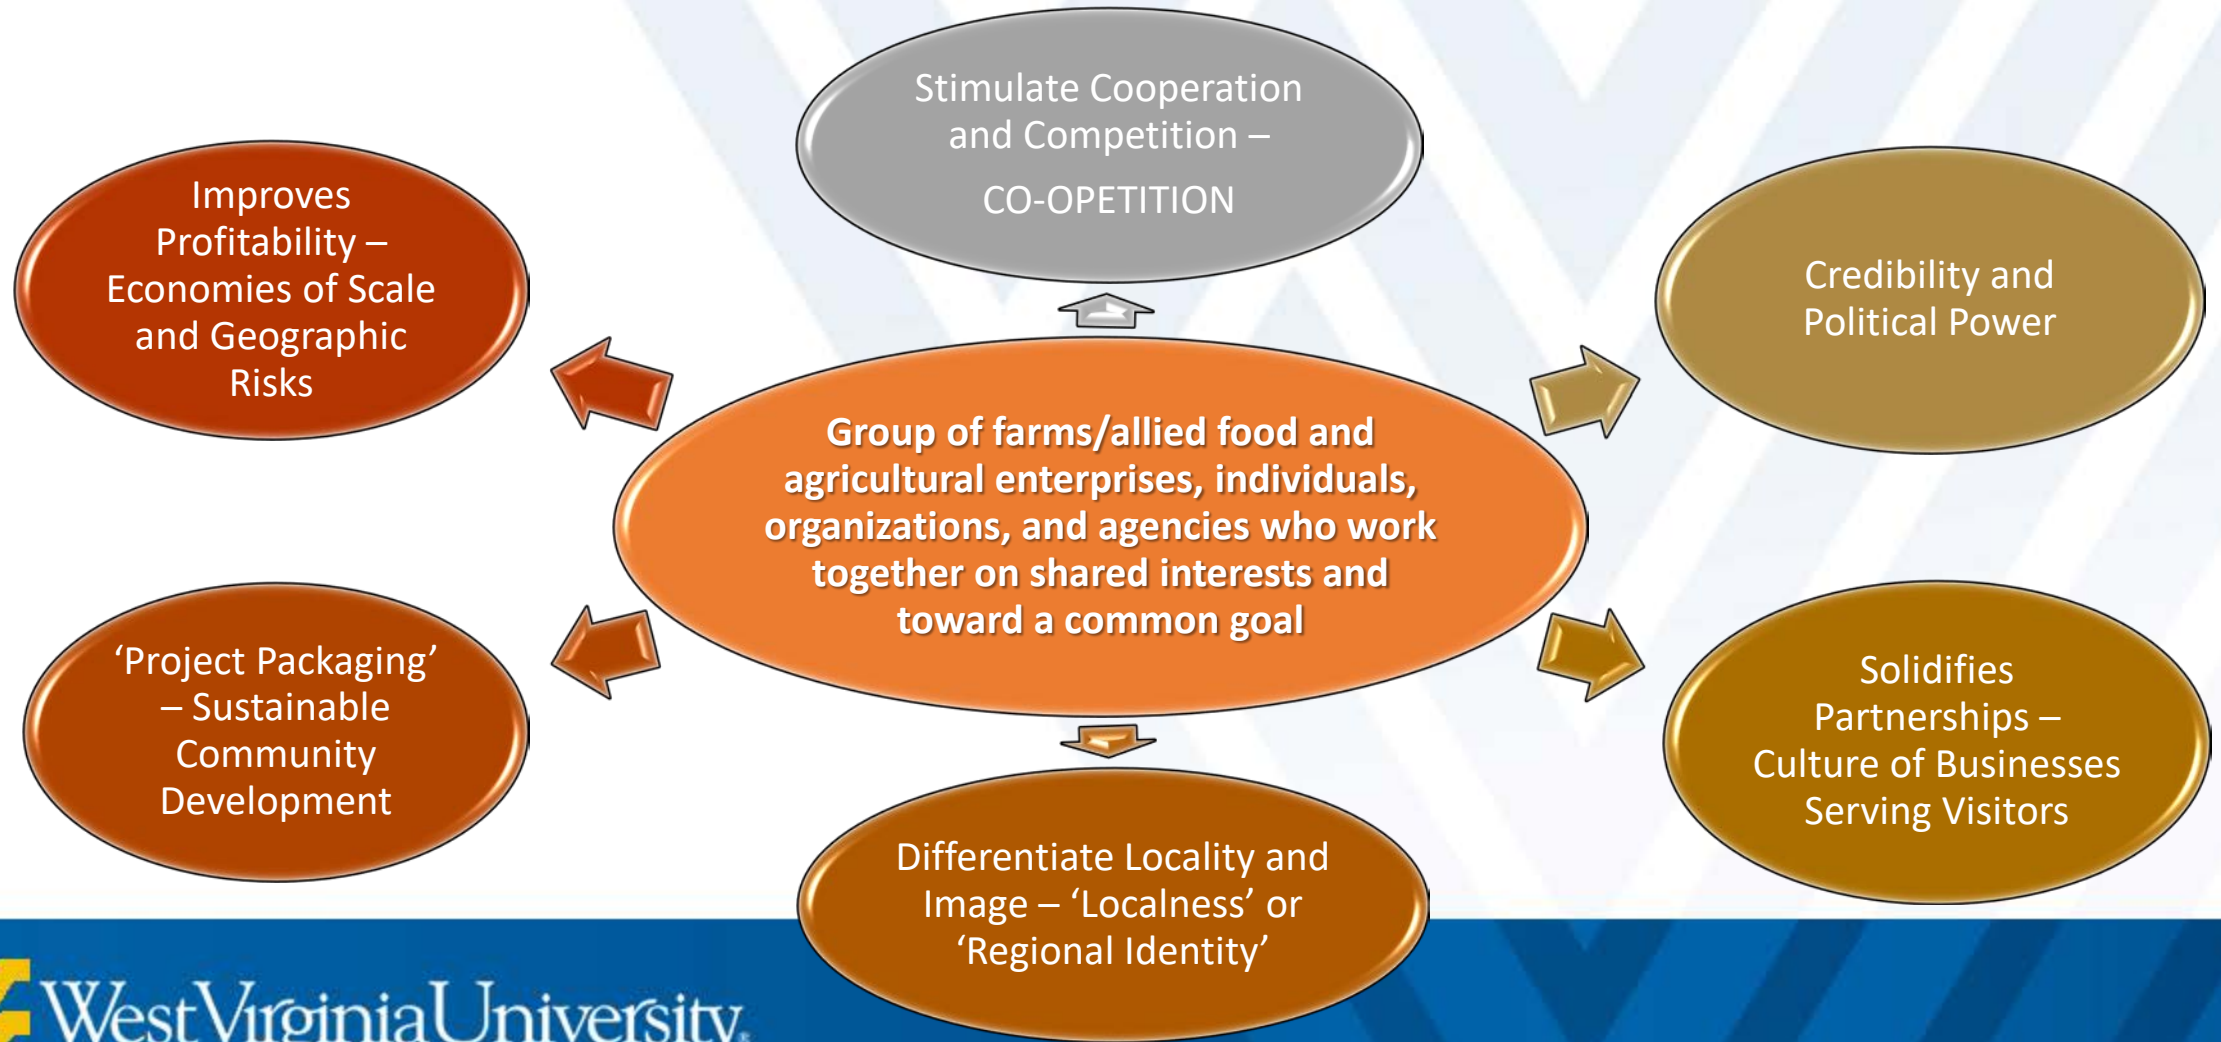 Stimulate Cooperation
and Competition –
CO-OPETITION
Improves
Profitability –
Economies of Scale
and Geographic
Risks
Credibility and
Political Power
Group of farms/allied food and
agricultural enterprises, individuals,
organizations, and agencies who work
together on shared interests and
toward a common goal
‘Project Packaging’
– Sustainable
Community
Development
Solidifies
Partnerships –
Culture of Businesses
Serving Visitors
Differentiate Locality and
Image – ‘Localness’ or
‘Regional Identity’
West Virginia University®